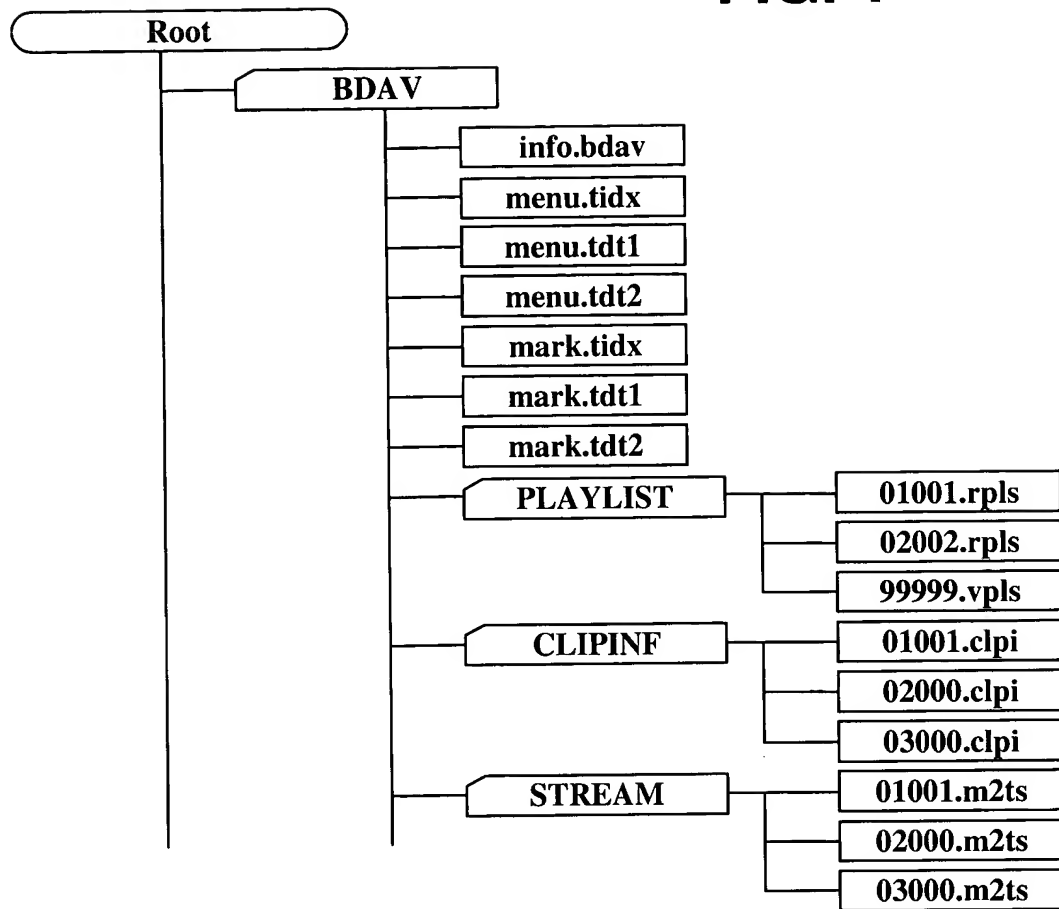 Root
BDAV
info.bdav
menu.tidx
menu.tdt1
menu.tdt2
mark.tidx
mark.tdt1
mark.tdt2
PLAYLIST
01001.rpls
02002.rpls
99999.vpls
CLIPINF
01001.clpi
02000.clpi
03000.clpi
STREAM
01001.m2ts
02000.m2ts
03000.m2ts